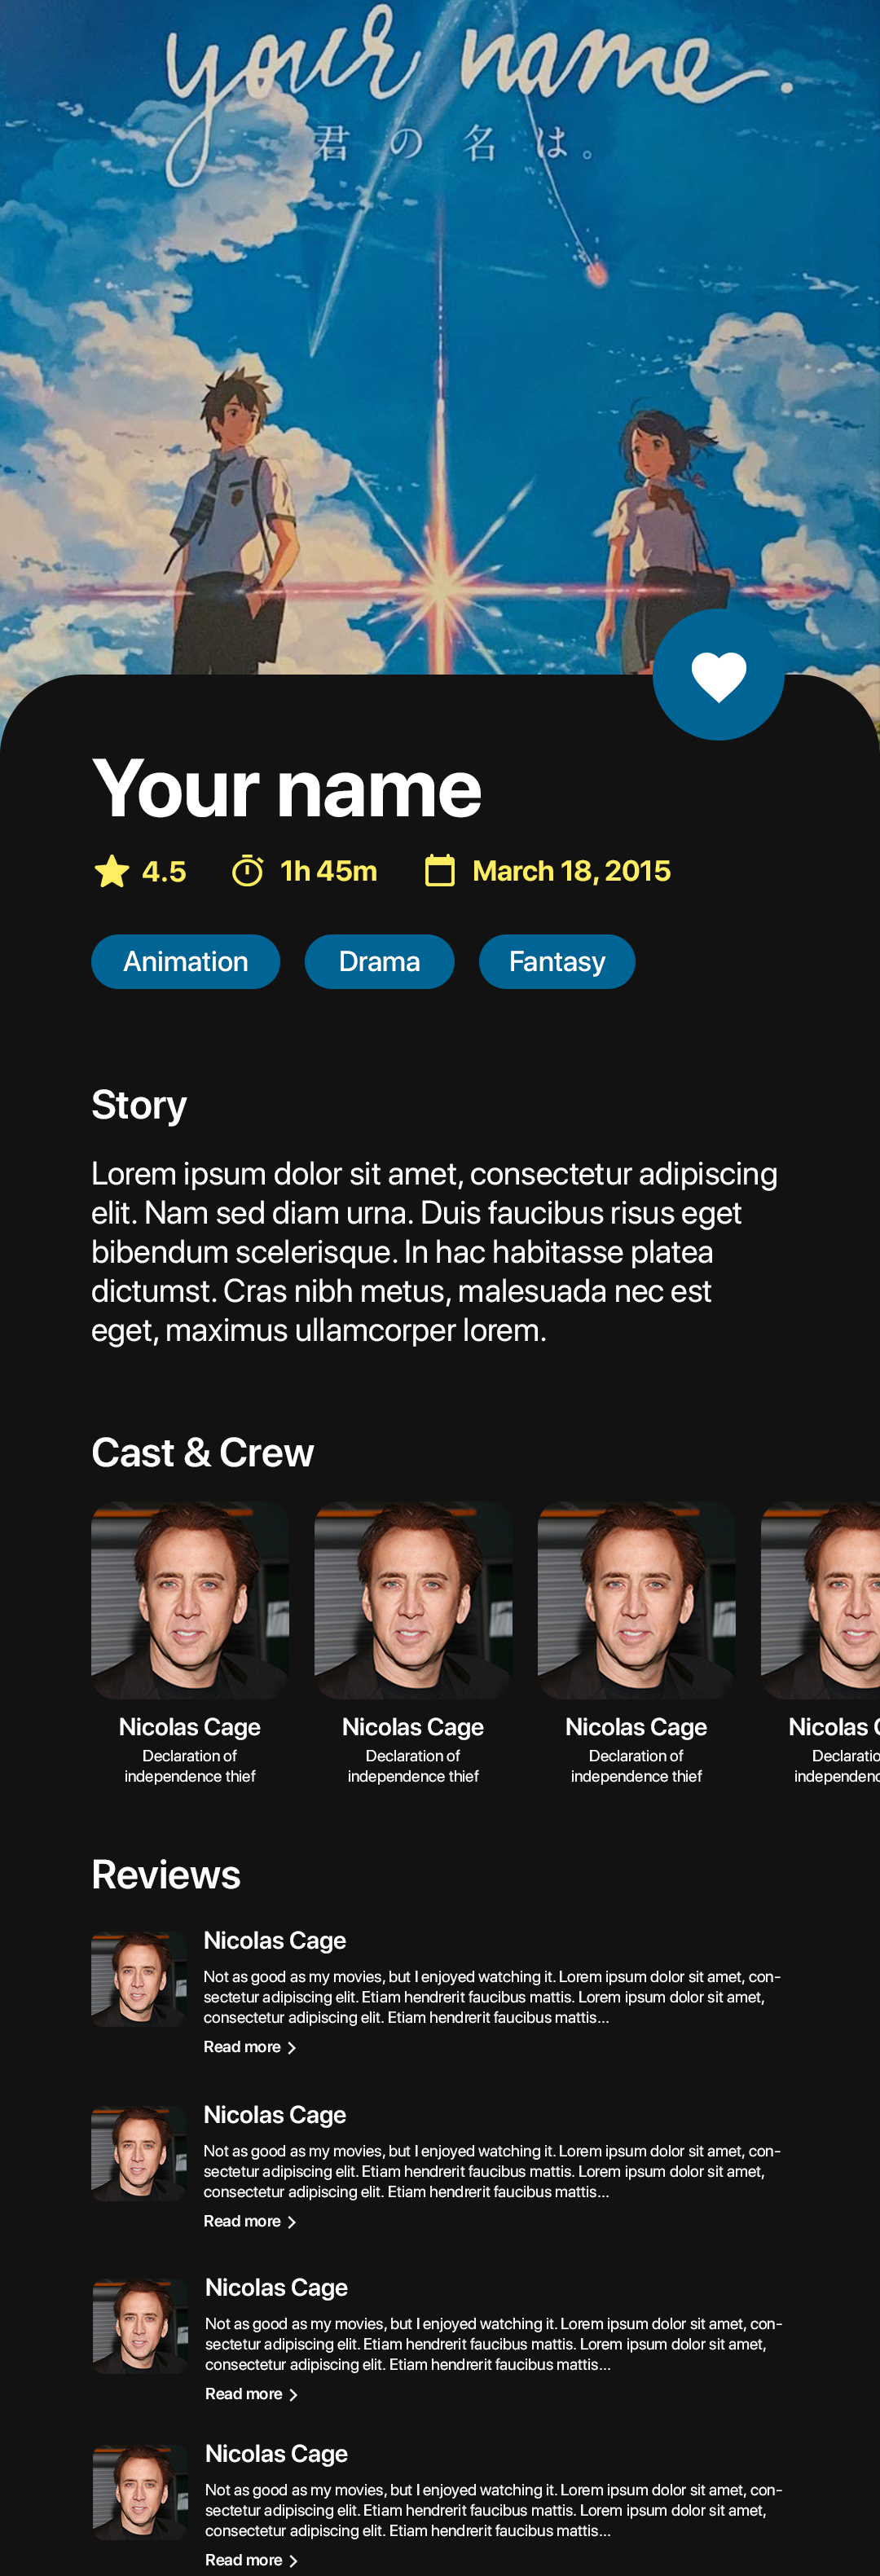 your name.
君の名は。
Your name
4.5 1h 45m March 18, 2015
Animation Drama Fantasy
Story
Lorem ipsum dolor sit amet, consectetur adipiscing
elit. Nam sed diam urna. Duis faucibus risus eget
bibendum scelerisque. In hac habitasse platea
dictumst. Cras nibh metus, malesuada nec est
eget, maximus ullamcorper lorem.
Cast & Crew
Nicolas Cage
Declaration of
independence thief
Nicolas Cage
Declaration of
independence thief
Nicolas Cage
Declaration of
independence thief
Nicolas
Reviews
Nicolas Cage
Not as good as my movies, but I enjoyed watching it. Lorem ipsum dolor sit amet, con-
sectetur adipiscing elit. Etiam hendrerit faucibus mattis. Lorem ipsum dolor sit amet,
consectetur adipiscing elit. Etiam hendrerit faucibus mattis...
Read more
Nicolas Cage
Not as good as my movies, but I enjoyed watching it. Lorem ipsum dolor sit amet, con-
sectetur adipiscing elit. Etiam hendrerit faucibus mattis. Lorem ipsum dolor sit amet,
consectetur adipiscing elit. Etiam hendrerit faucibus mattis...
Read more
Nicolas Cage
Not as good as my movies, but I enjoyed watching it. Lorem ipsum dolor sit amet, con-
sectetur adipiscing elit. Etiam hendrerit faucibus mattis. Lorem ipsum dolor sit amet,
consectetur adipiscing elit. Etiam hendrerit faucibus mattis...
Read more
Nicolas Cage
Not as good as my movies, but I enjoyed watching it. Lorem ipsum dolor sit amet, con-
sectetur adipiscing elit. Etiam hendrerit faucibus mattis. Lorem ipsum dolor sit amet,
consectetur adipiscing elit. Etiam hendrerit faucibus mattis...
Read more